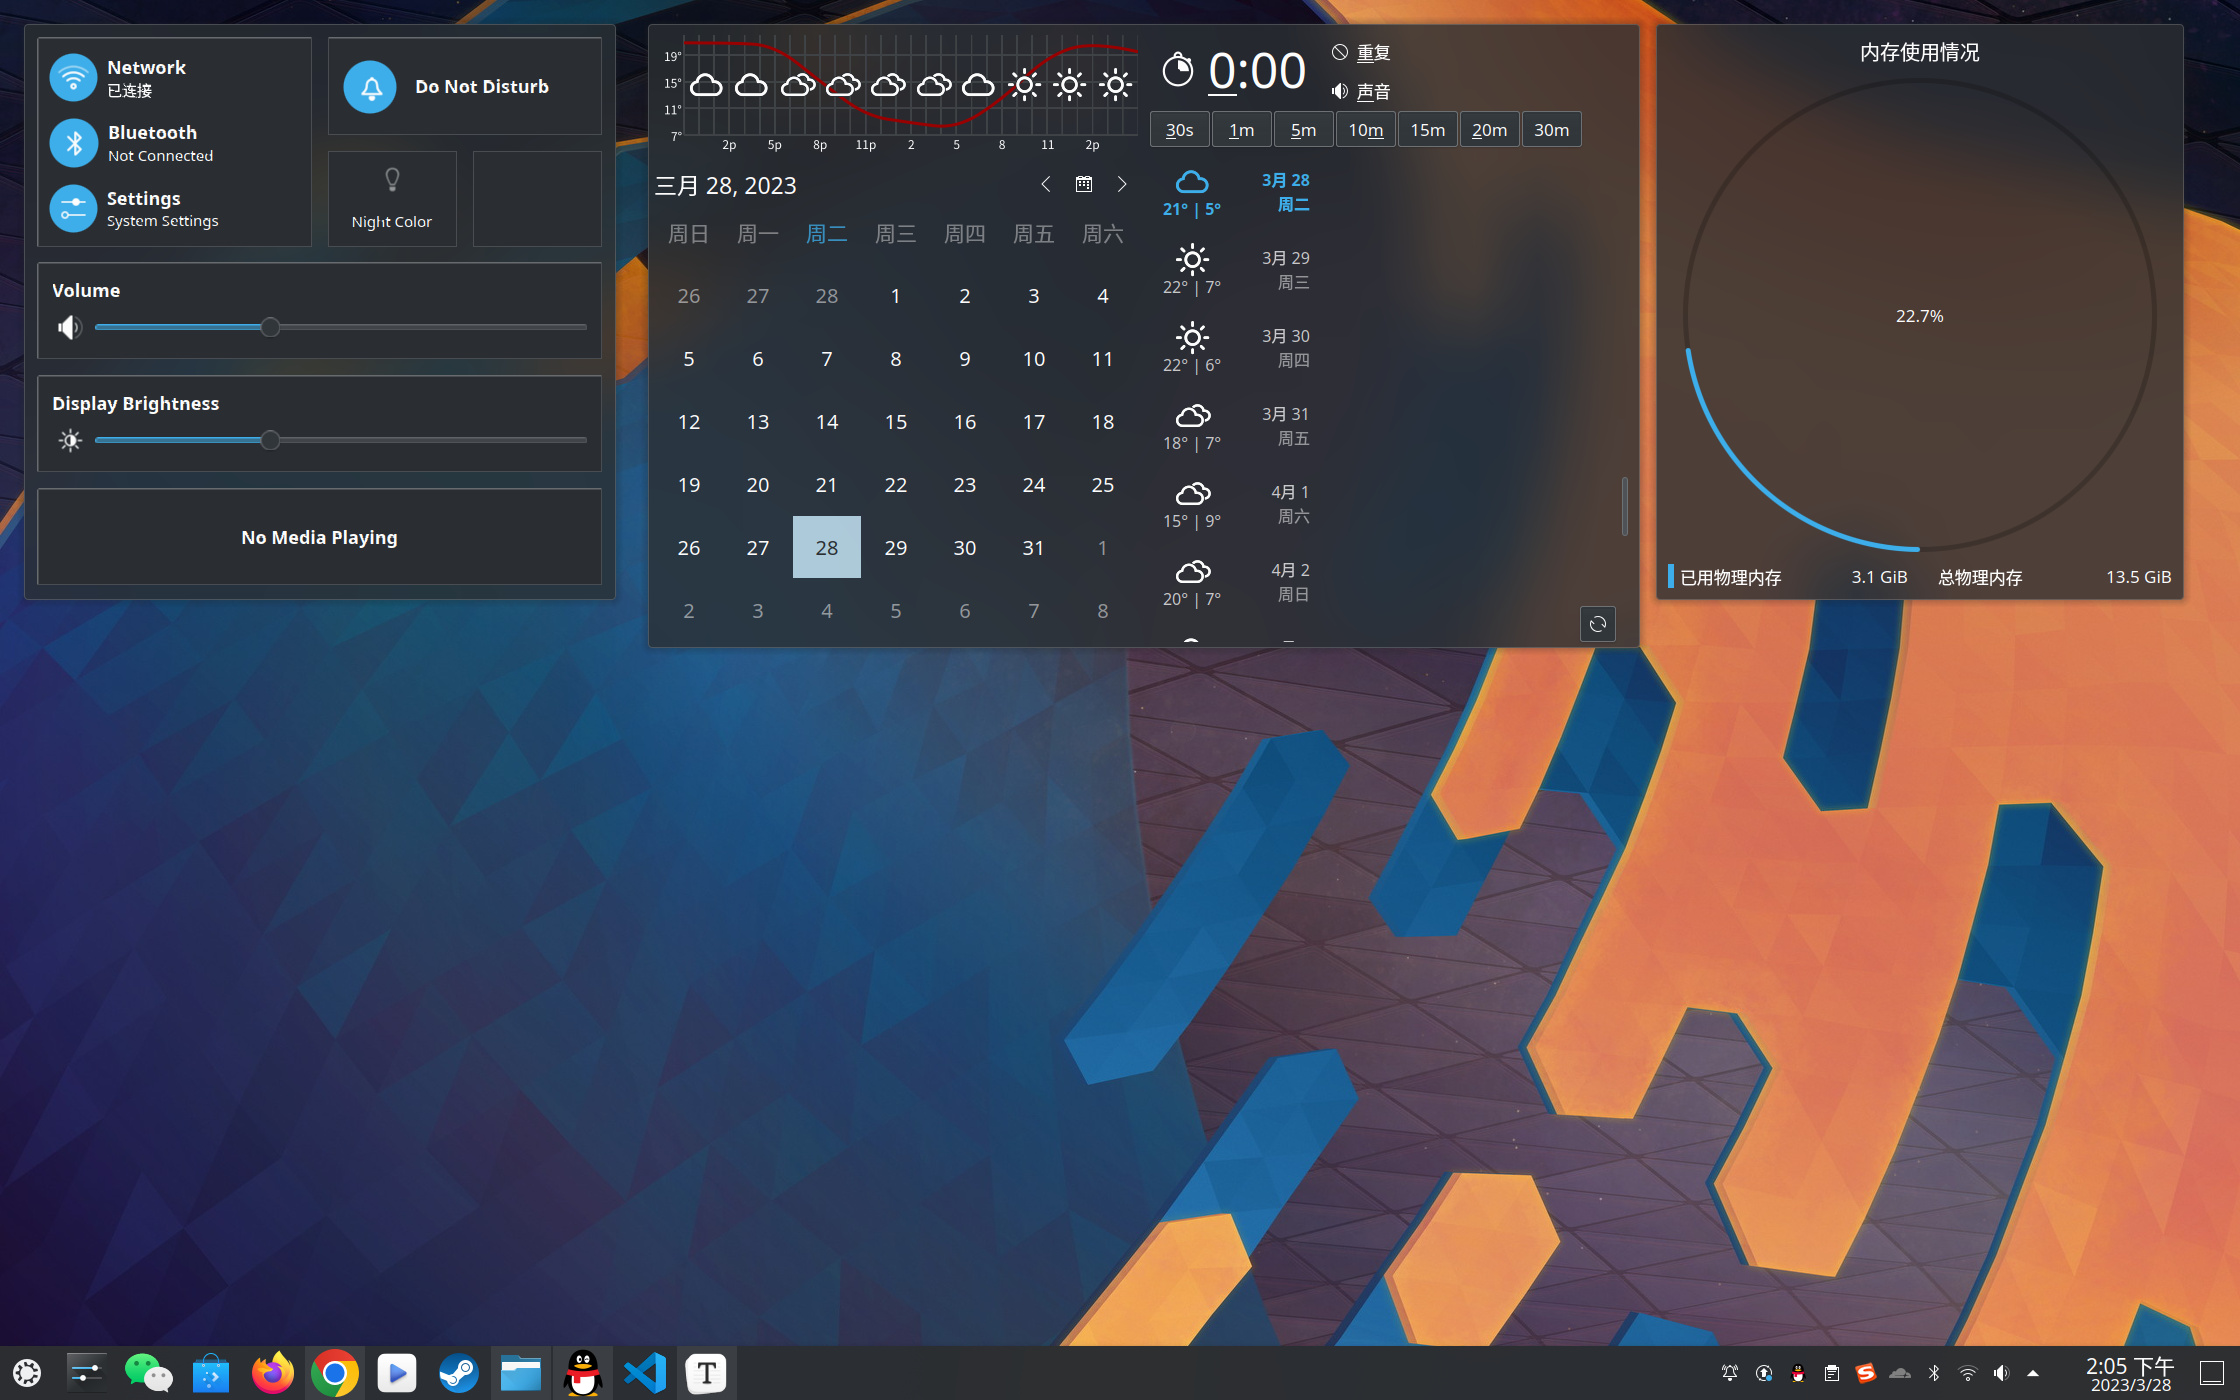 Network
已连接
Bluetooth
Not Connected
Settings
System Settings
Do Not Disturb
Night Color
Volume
Display Brightness
No Media Playing
19°
15°
11°
7°
2p 5p 8p 11p 2 5 8 11 2p
三月 28, 2023
周日 周一 周二 周三 周四 周五 周六
26 27 28 1 2 3 4
5 6 7 8 9 10 11
12 13 14 15 16 17 18
19 20 21 22 23 24 25
26 27 28 29 30 31 1
2 3 4 5 6 7 8
0:00
重复
声音
30s 1m 5m 10m 15m 20m 30m
3月 28
21° | 5° 周二
3月 29
22° | 7° 周三
3月 30
22° | 6° 周四
3月 31
18° | 7° 周五
4月 1
15° | 9° 周六
4月 2
20° | 7° 周日
内存使用情况
22.7%
已用物理内存 3.1 GiB 总物理内存 13.5 GiB
T
S
2:05 下午
2023/3/28